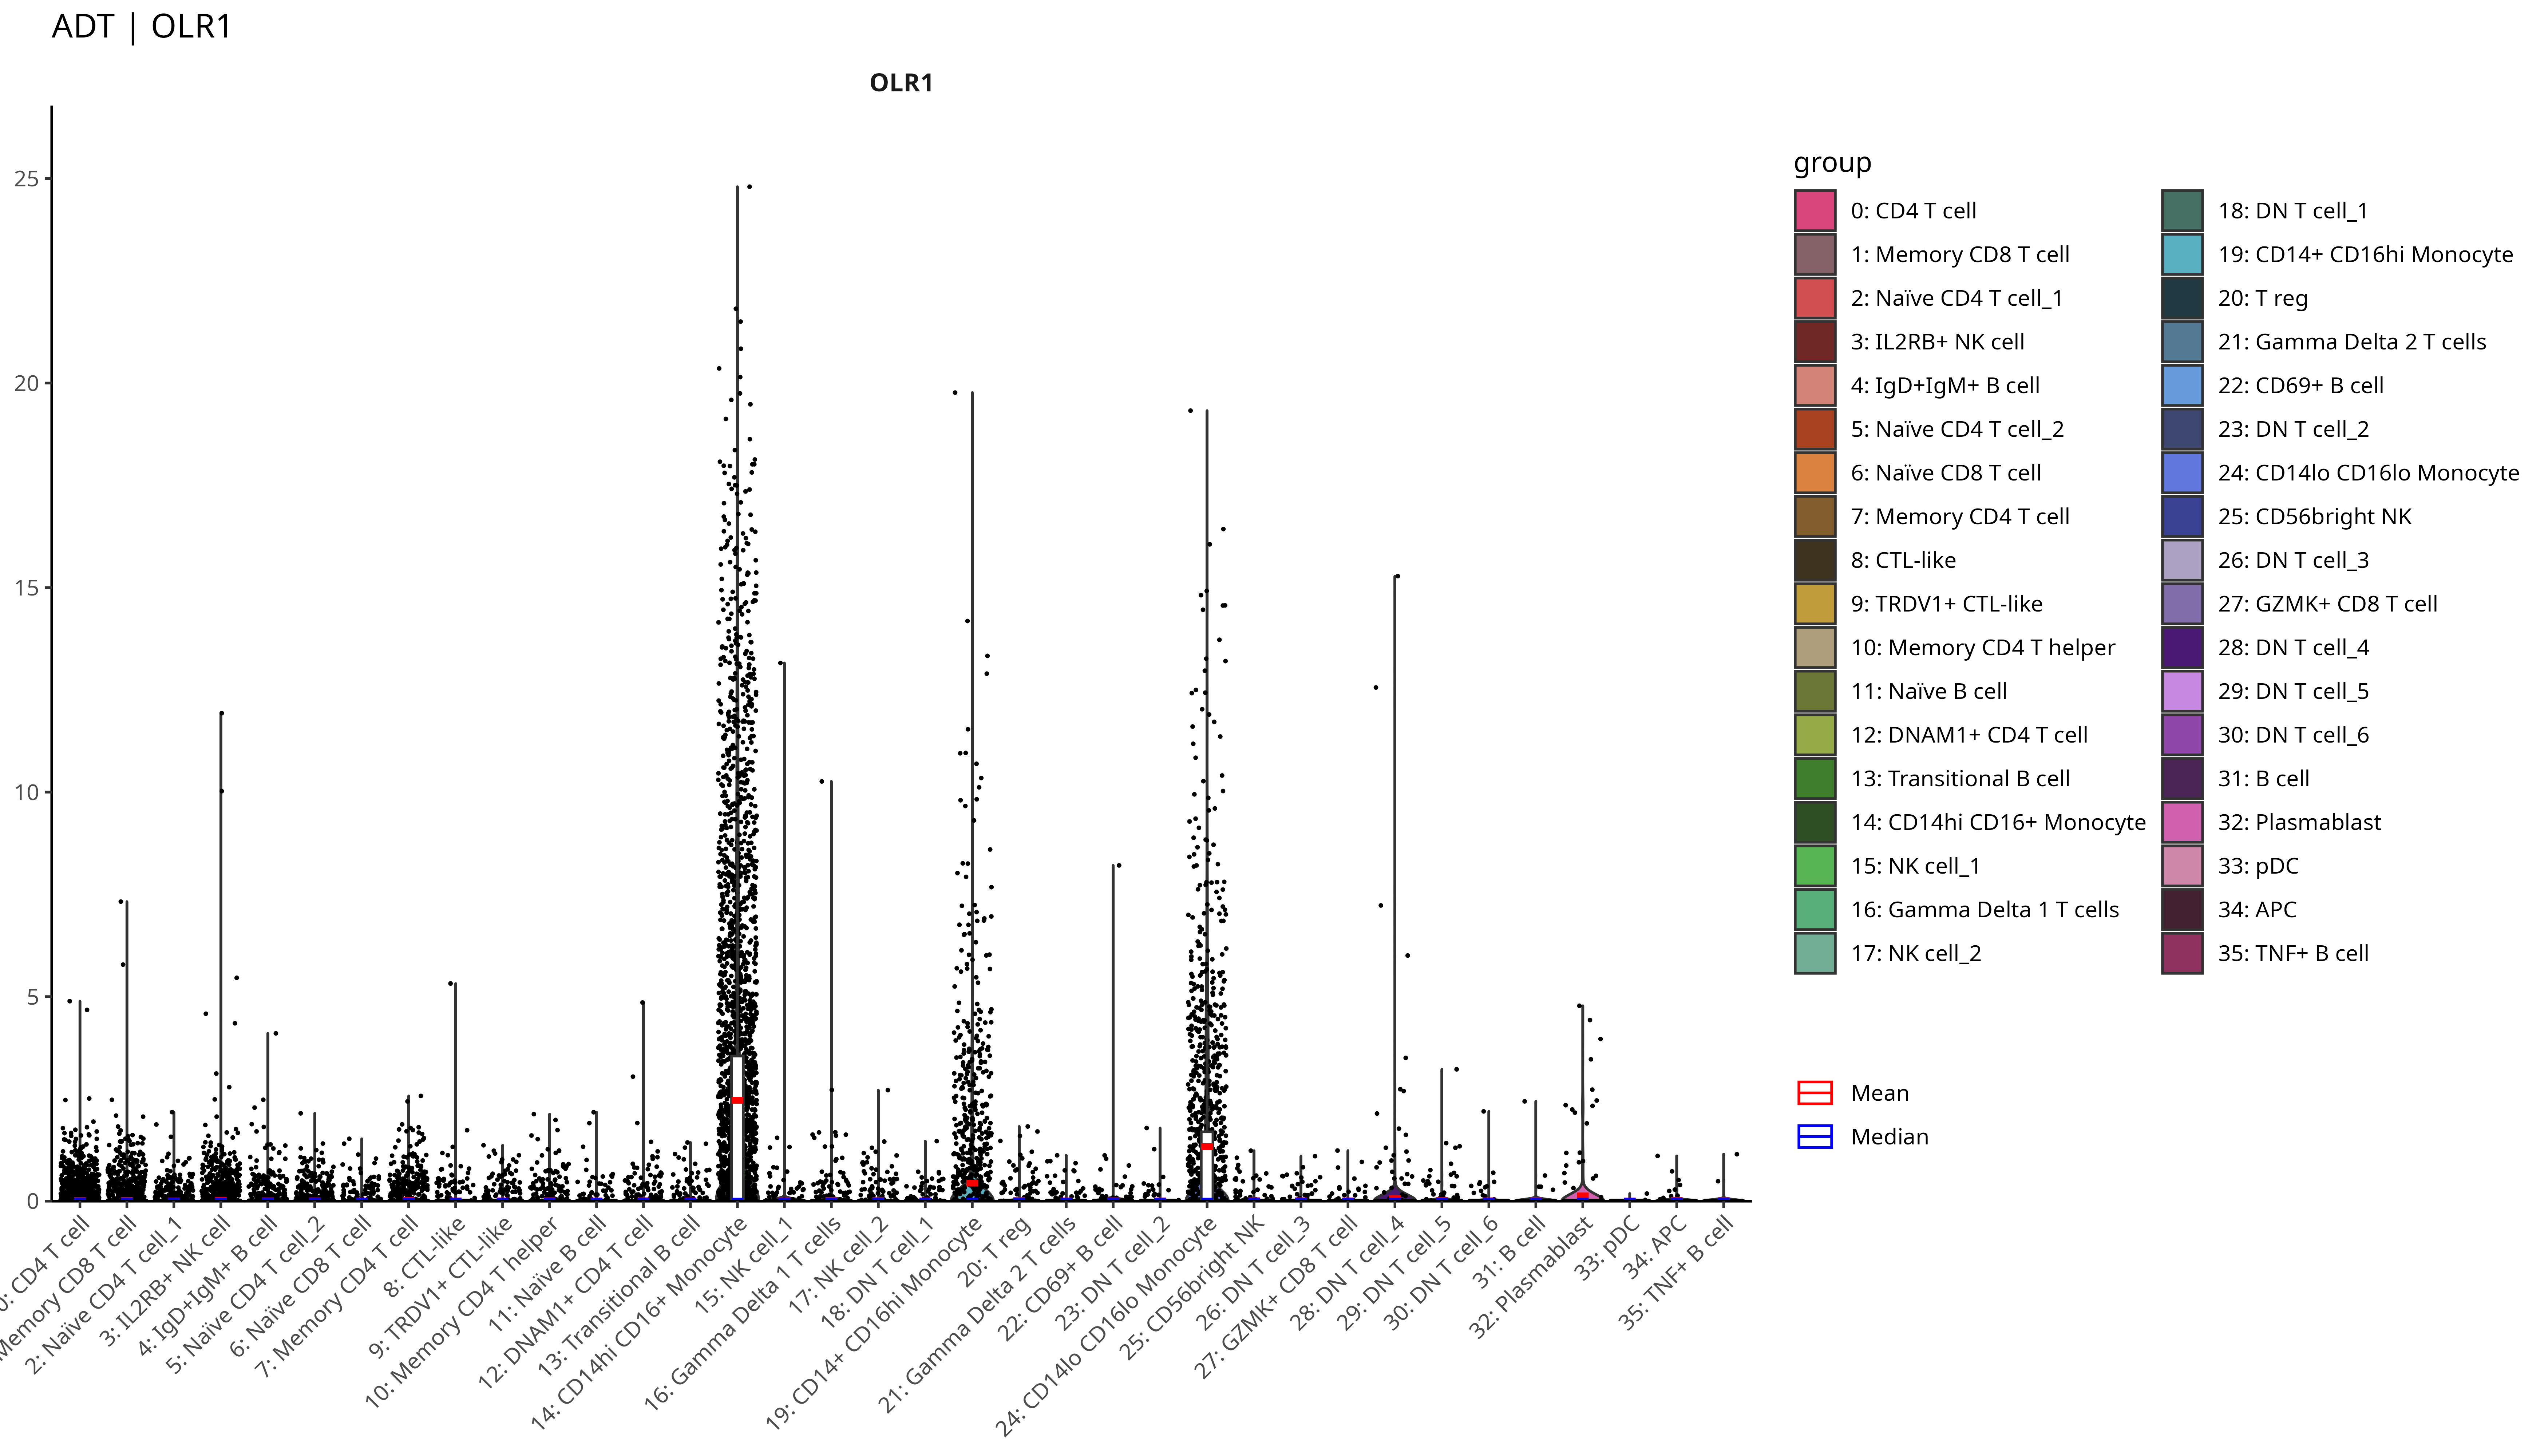 ADT | OLR1
OLR1
25
20
15
10
5
0
0: CD4 T cell
Memory CD8 T cell
2: Naïve CD4 T cell_1
3: IL2RB+ NK cell
4: IgD+IgM+ B cell
5: Naïve CD4 T cell_2
6: Naïve CD8 T cell
7: Memory CD4 T cell
8: CTL-like
9: TRDV1+ CTL-like
10: Memory CD4 T helper
11: Naïve B cell
12: DNAM1+ CD4 T cell
13: Transitional B cell
14: CD14hi CD16+ Monocyte
15: NK cell_1
16: Gamma Delta 1 T cells
17: NK cell_2
18: DN T cell_1
19: CD14+ CD16hi Monocyte
20: T reg
21: Gamma Delta 2 T cells
22: CD69+ B cell
23: DN T cell_2
24: CD14lo CD16lo Monocyte
25: CD56bright NK
26: DN T cell_3
27: GZMK+ CD8 T cell
28: DN T cell_4
29: DN T cell_5
30: DN T cell_6
31: B cell
32: Plasmablast
33: pDC
34: APC
35: TNF+ B cell
group
0: CD4 T cell
1: Memory CD8 T cell
2: Naïve CD4 T cell_1
3: IL2RB+ NK cell
4: IgD+IgM+ B cell
5: Naïve CD4 T cell_2
6: Naïve CD8 T cell
7: Memory CD4 T cell
8: CTL-like
9: TRDV1+ CTL-like
10: Memory CD4 T helper
11: Naïve B cell
12: DNAM1+ CD4 T cell
13: Transitional B cell
14: CD14hi CD16+ Monocyte
15: NK cell_1
16: Gamma Delta 1 T cells
17: NK cell_2
18: DN T cell_1
19: CD14+ CD16hi Monocyte
20: T reg
21: Gamma Delta 2 T cells
22: CD69+ B cell
23: DN T cell_2
24: CD14lo CD16lo Monocyte
25: CD56bright NK
26: DN T cell_3
27: GZMK+ CD8 T cell
28: DN T cell_4
29: DN T cell_5
30: DN T cell_6
31: B cell
32: Plasmablast
33: pDC
34: APC
35: TNF+ B cell
Mean
Median